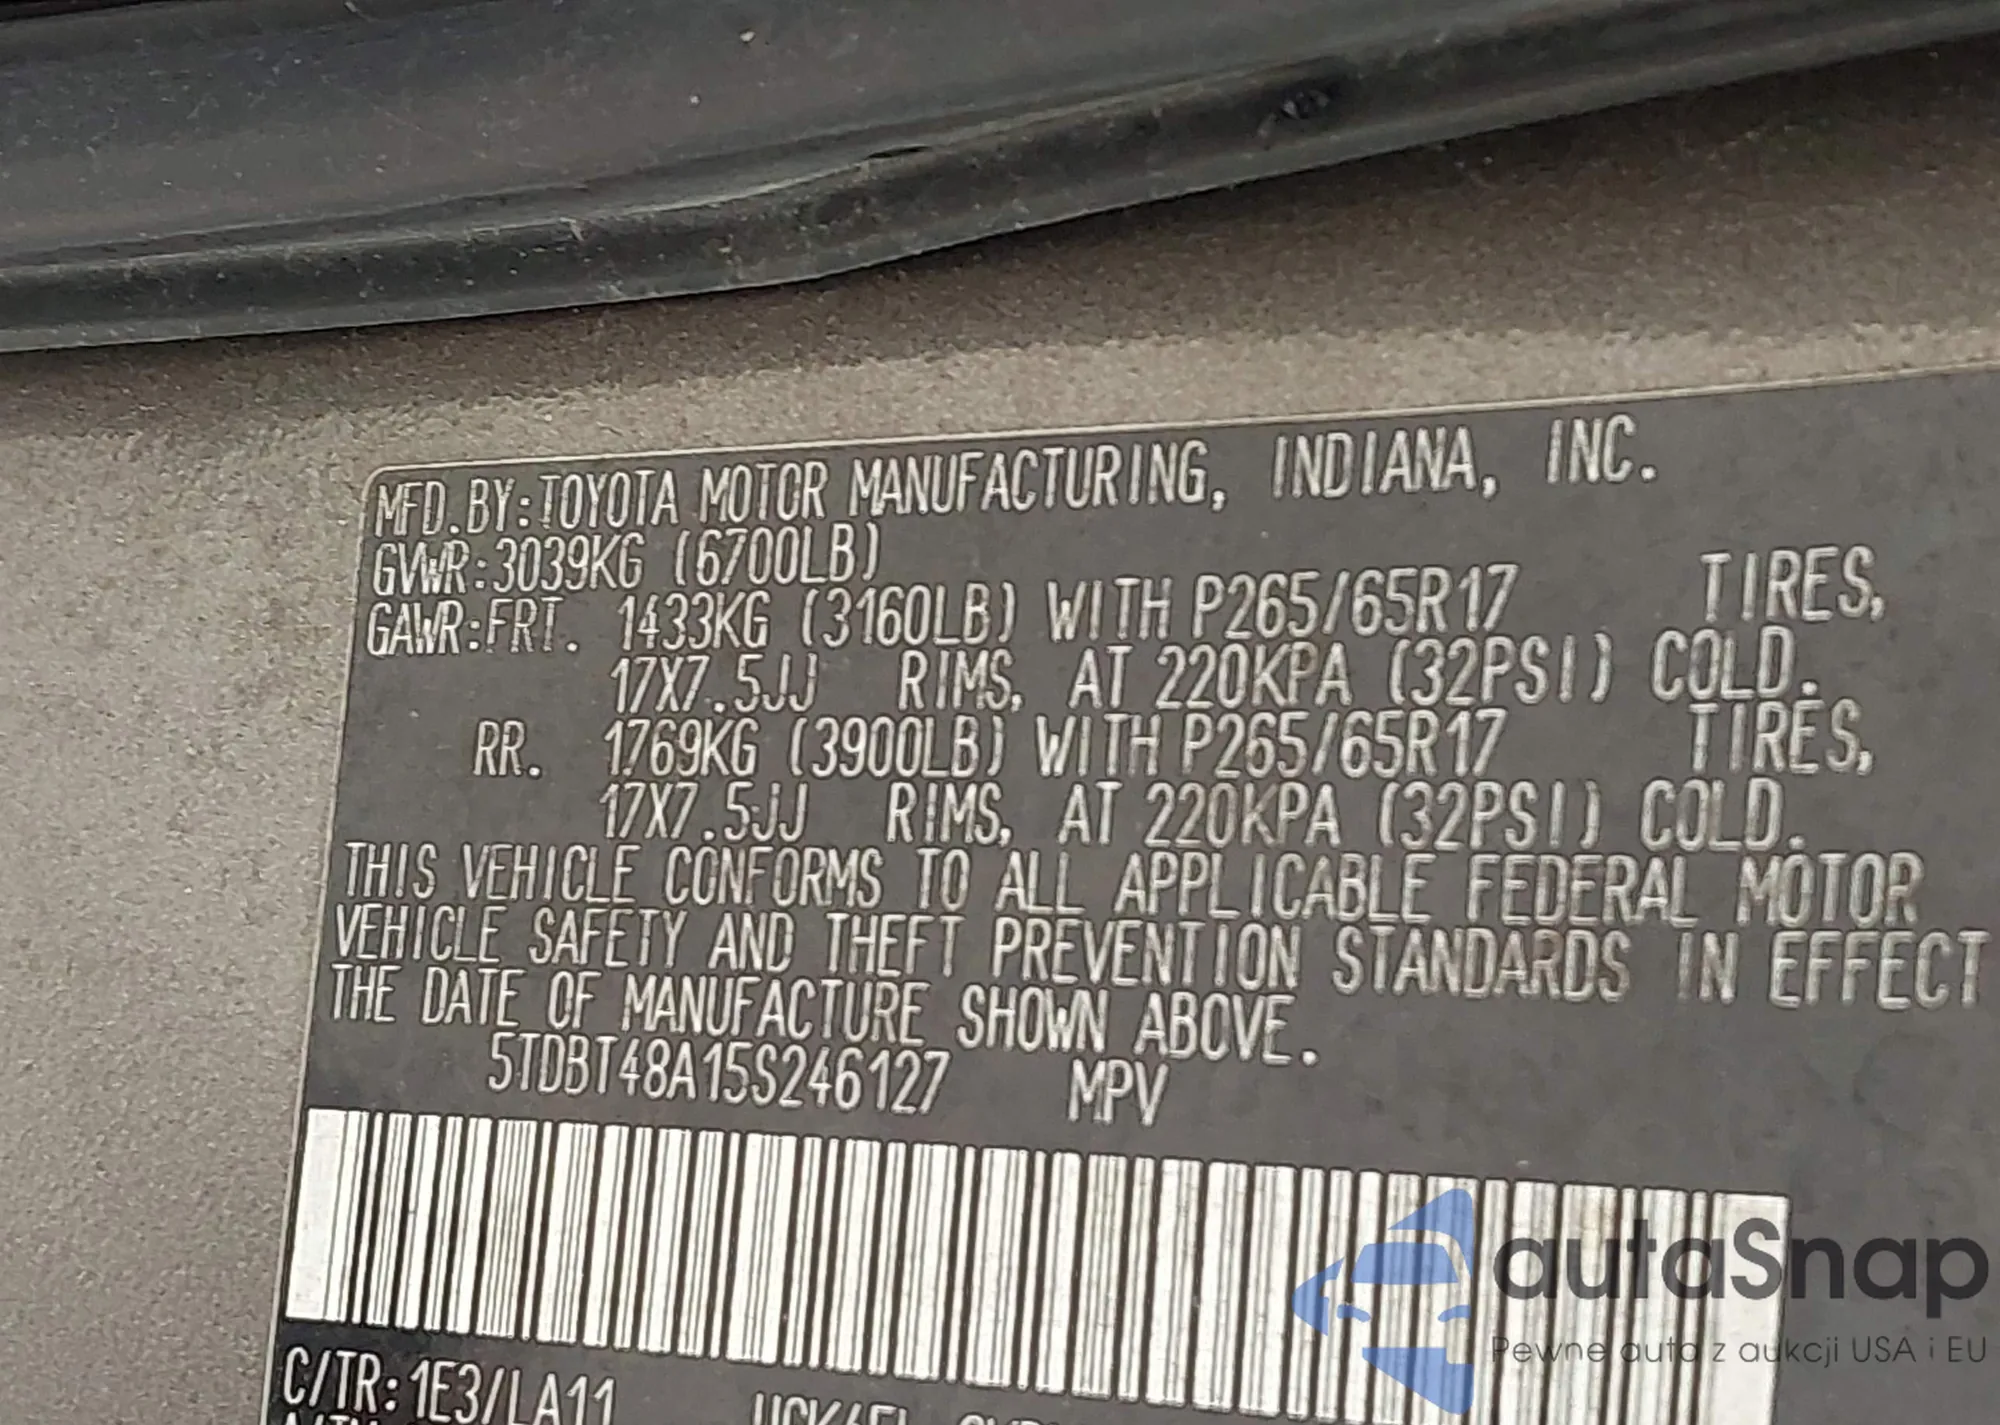 MFD.BY:TOYOTA MOTOR MANUFACTURING, INDIANA, INC.
GVWR:3039KG (6700LB)
GAWR:FRT. 1433KG (3160LB) WITH P265/65R17 TIRES,
17X7.5JJ RIMS, AT 220KPA (32PSI) COLD.
RR. 1769KG (3900LB) WITH P265/65R17 TIRES,
17X7.5JJ RIMS, AT 220KPA (32PSI) COLD.
THIS VEHICLE CONFORMS TO ALL APPLICABLE FEDERAL MOTOR
VEHICLE SAFETY AND THEFT PREVENTION STANDARDS IN EFFECT
THE DATE OF MANUFACTURE SHOWN ABOVE.
5TDBT48A15S246127 MPV
C/TR:1E3/LA11
autaSnap
Pewne auta z aukcji USA i EU